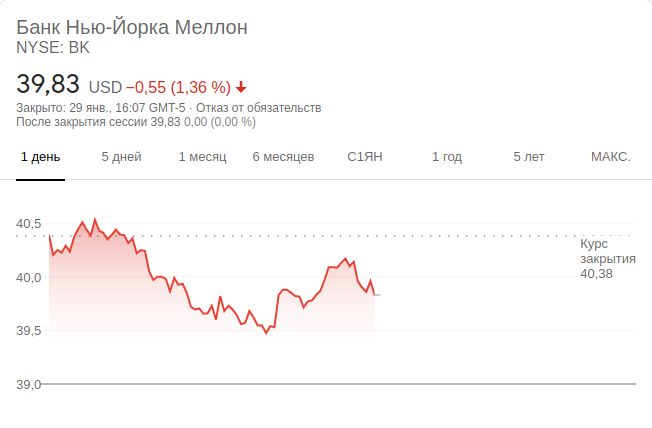 Банк Нью-Йорка Меллон
NYSE: BK
39,83 USD −0,55 (1,36 %)
Закрыто: 29 янв., 16:07 GMT-5 · Отказ от обязательств
После закрытия сессии 39,83 0,00 (0,00 %)
1 день 5 дней 1 месяц 6 месяцев С1ЯН 1 год 5 лет МАКС.
40,5
Курс
закрытия
40,38
40,0
39,5
39,0